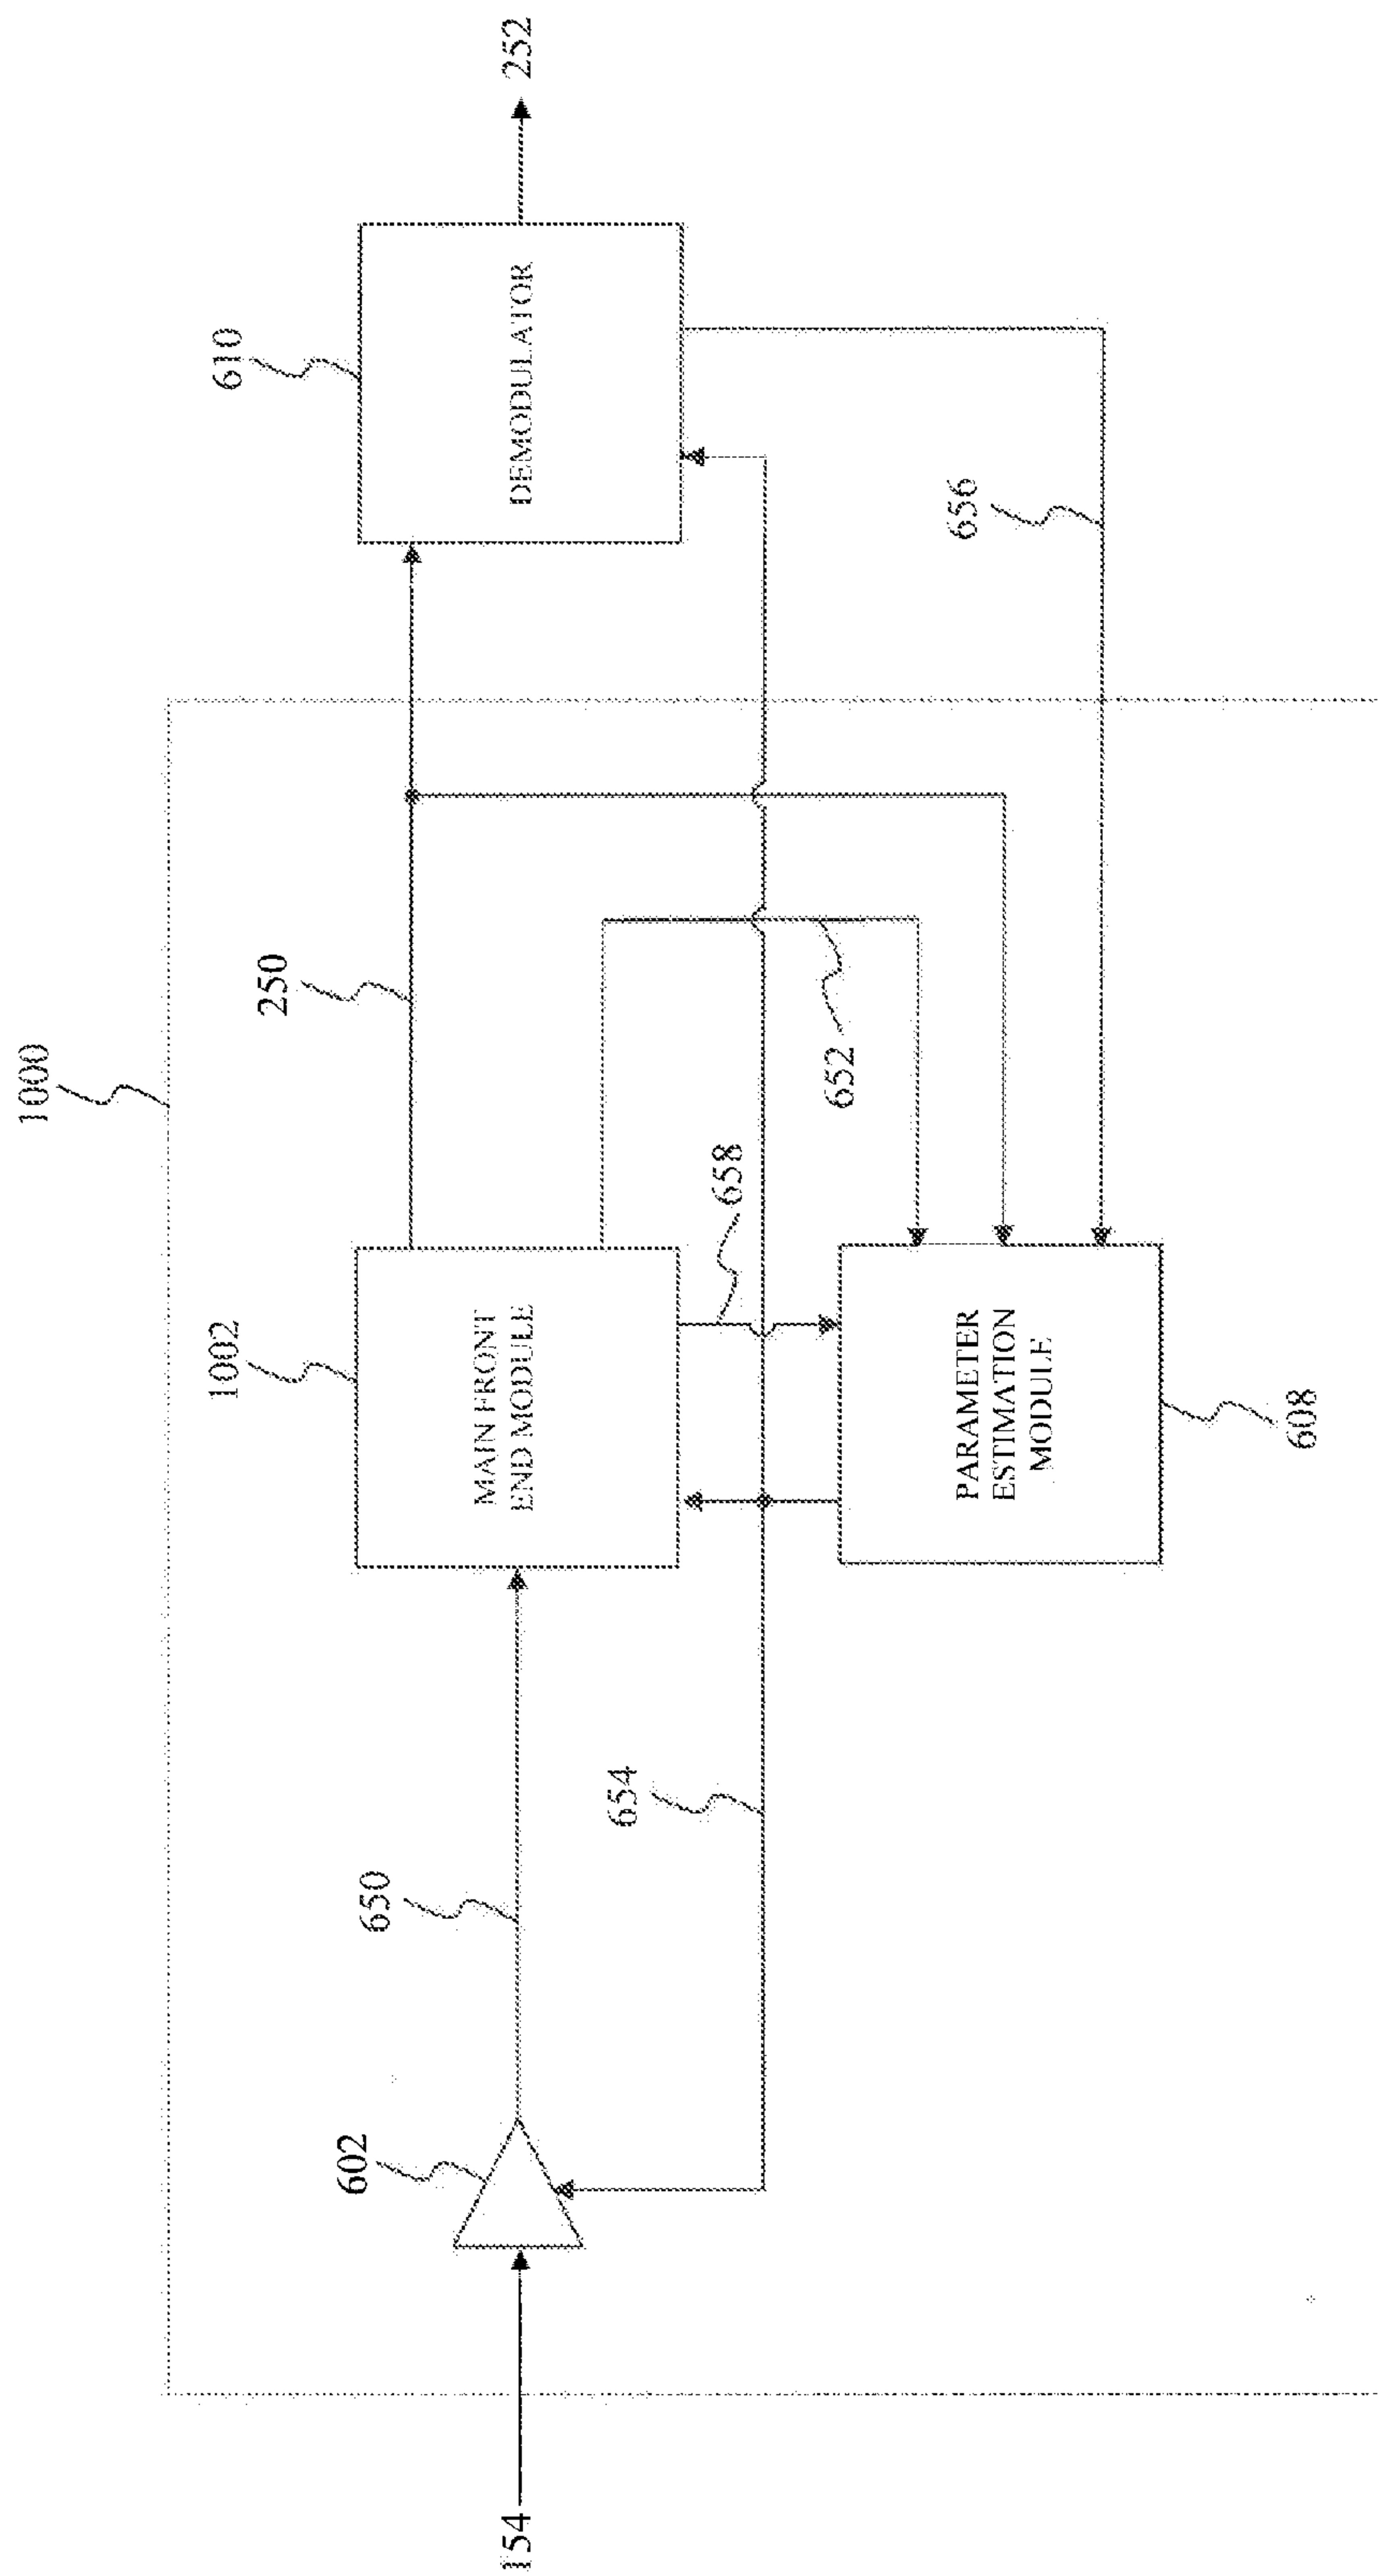 1000
1002
MAIN FRONT
END MODULE
250
610
DEMODULATOR
252
154
602
650
654
658
652
656
PARAMETER
ESTIMATION
MODULE
608